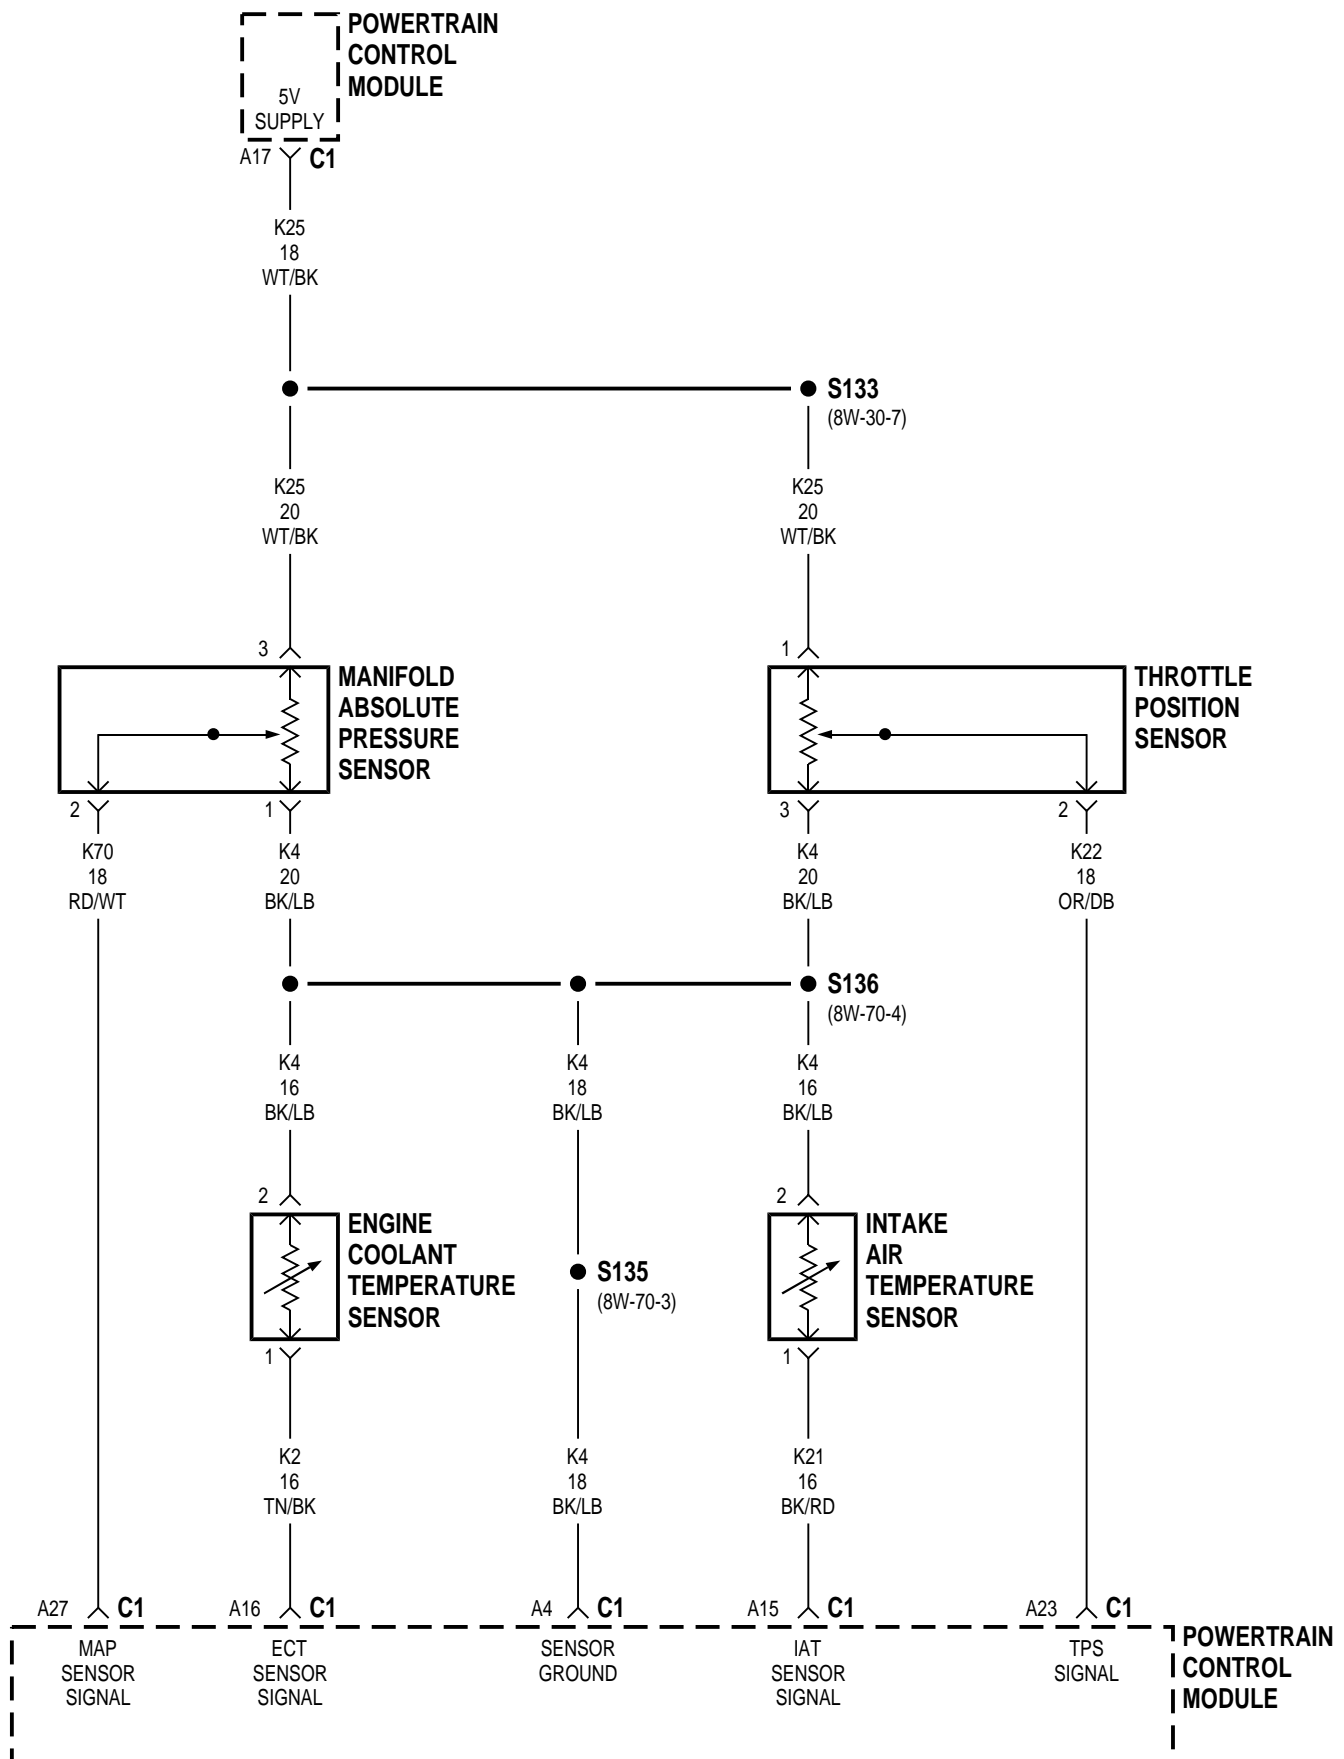 POWERTRAIN
CONTROL
MODULE
5V
SUPPLY
A17 C1
K25
18
WT/BK
S133
(8W-30-7)
K25
20
WT/BK
K25
20
WT/BK
3
MANIFOLD
ABSOLUTE
PRESSURE
SENSOR
1
THROTTLE
POSITION
SENSOR
2
1
3
2
K70
18
RD/WT
K4
20
BK/LB
K4
20
BK/LB
K22
18
OR/DB
S136
(8W-70-4)
K4
16
BK/LB
K4
18
BK/LB
K4
16
BK/LB
2
ENGINE
COOLANT
TEMPERATURE
SENSOR
1
S135
(8W-70-3)
2
INTAKE
AIR
TEMPERATURE
SENSOR
1
K2
16
TN/BK
K4
18
BK/LB
K21
16
BK/RD
A27 C1
A16 C1
A4 C1
A15 C1
A23 C1
MAP
SENSOR
SIGNAL
ECT
SENSOR
SIGNAL
SENSOR
GROUND
IAT
SENSOR
SIGNAL
TPS
SIGNAL
POWERTRAIN
CONTROL
MODULE